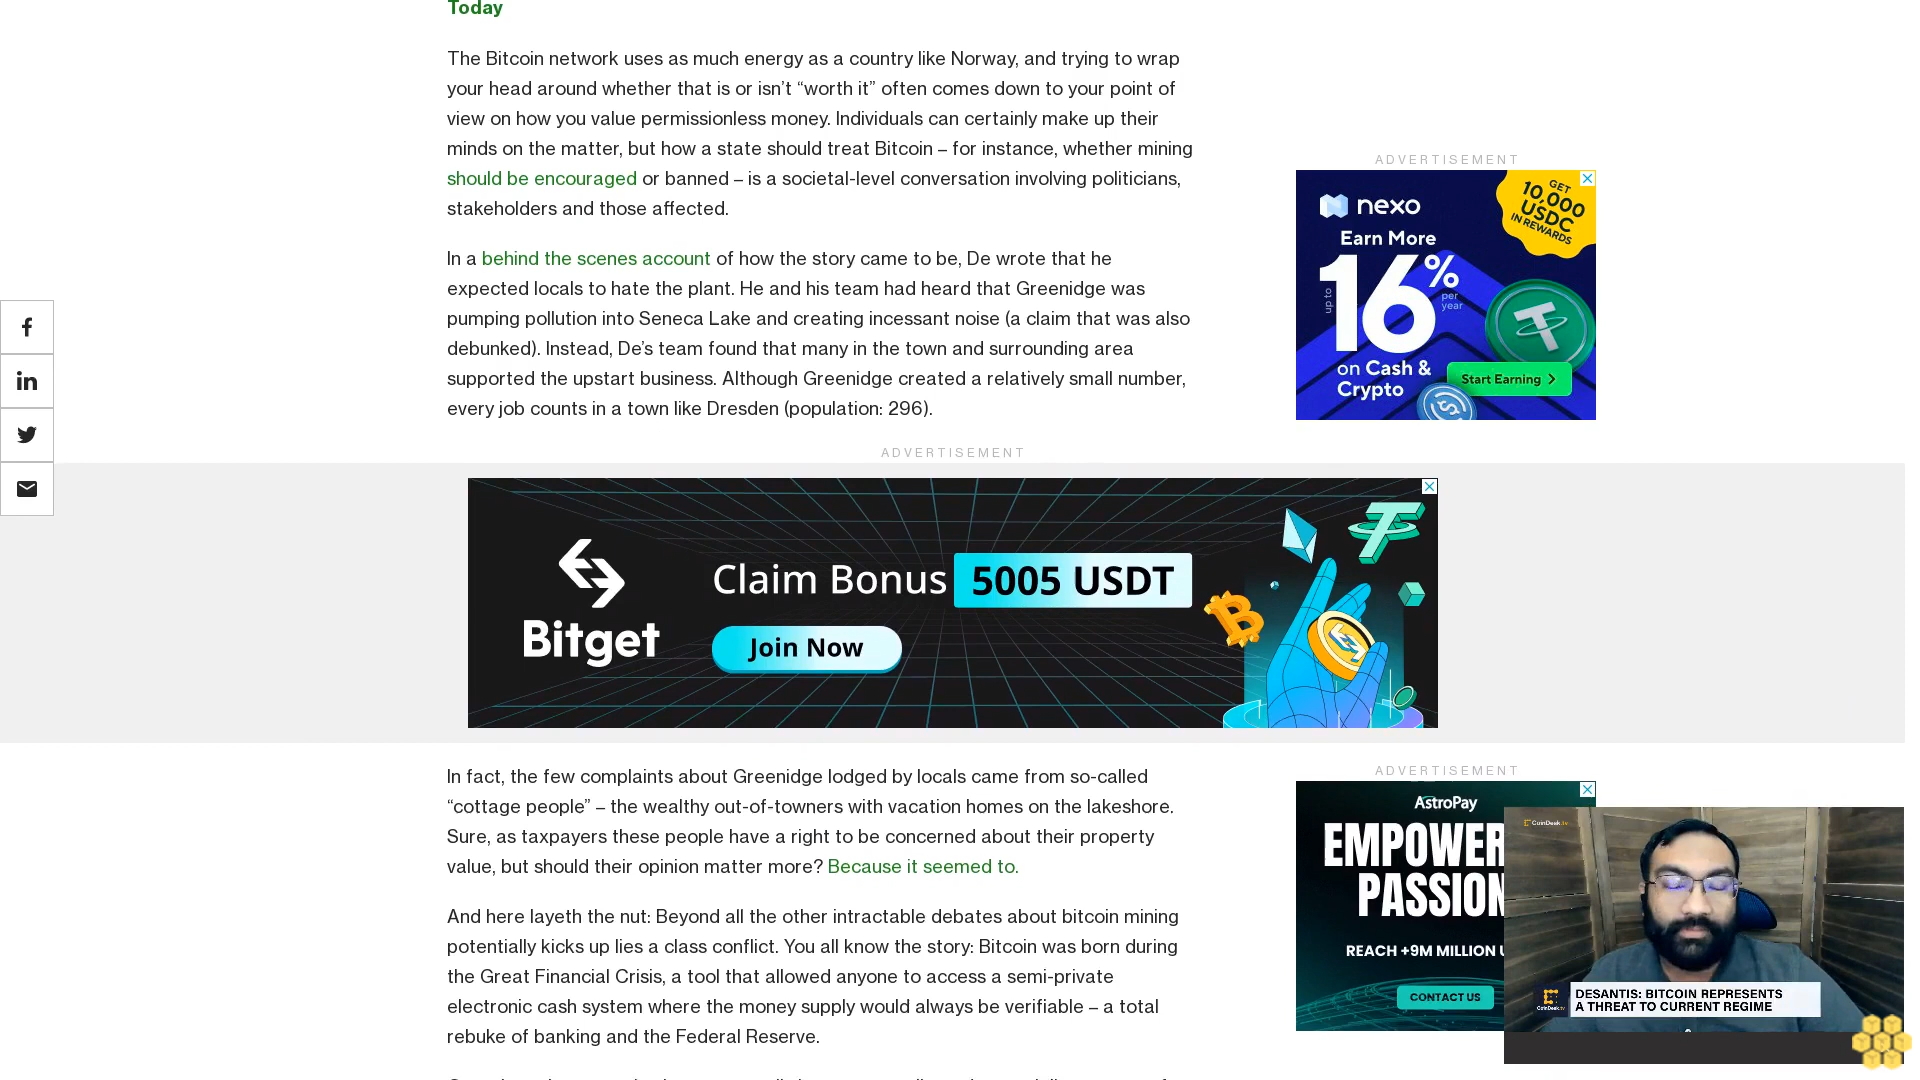 Today
The Bitcoin network uses as much energy as a country like Norway, and trying to wrap
your head around whether that is or isn’t “worth it” often comes down to your point of
view on how you value permissionless money. Individuals can certainly make up their
minds on the matter, but how a state should treat Bitcoin – for instance, whether mining
should be encouraged or banned – is a societal-level conversation involving politicians,
stakeholders and those affected.
In a behind the scenes account of how the story came to be, De wrote that he
expected locals to hate the plant. He and his team had heard that Greenidge was
pumping pollution into Seneca Lake and creating incessant noise (a claim that was also
debunked). Instead, De’s team found that many in the town and surrounding area
supported the upstart business. Although Greenidge created a relatively small number,
every job counts in a town like Dresden (population: 296).
ADVERTISEMENT
nexo
GET
10,000
USDC
IN REWARDS
Earn More
up to
16%
per
year
on Cash &
Crypto
Start Earning
ADVERTISEMENT
Bitget
Claim Bonus 5005 USDT
Join Now
In fact, the few complaints about Greenidge lodged by locals came from so-called
“cottage people” – the wealthy out-of-towners with vacation homes on the lakeshore.
Sure, as taxpayers these people have a right to be concerned about their property
value, but should their opinion matter more? Because it seemed to.
And here layeth the nut: Beyond all the other intractable debates about bitcoin mining
potentially kicks up lies a class conflict. You all know the story: Bitcoin was born during
the Great Financial Crisis, a tool that allowed anyone to access a semi-private
electronic cash system where the money supply would always be verifiable – a total
rebuke of banking and the Federal Reserve.
ADVERTISEMENT
AstroPay
EMPOWER
PASSION
REACH +9M MILLION
CONTACT US
CoinDesk.tv
CoinDesk.tv
DESANTIS: BITCOIN REPRESENTS
A THREAT TO CURRENT REGIME